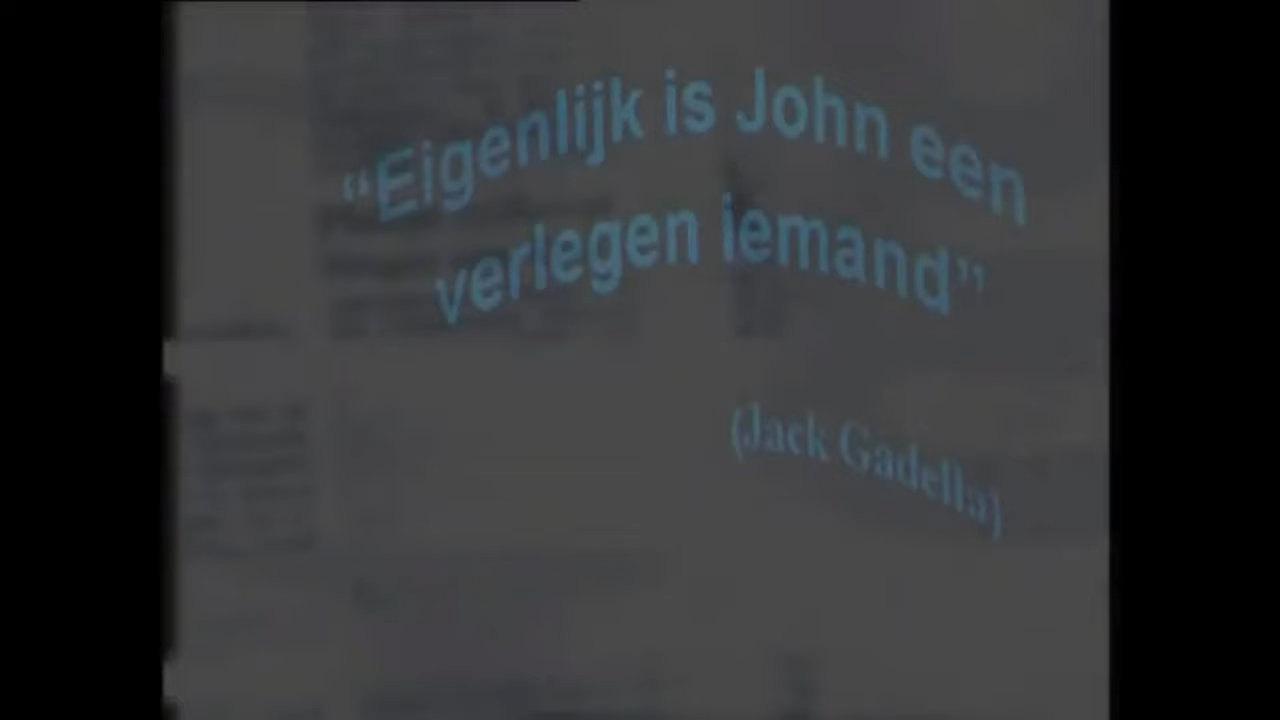 “Eigenlijk is John een
verlegen iemand”
(Jack Gadella)